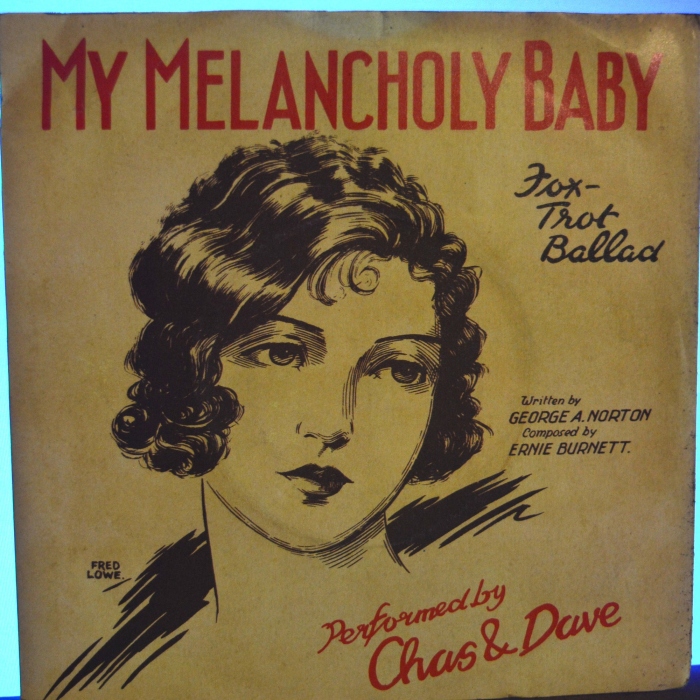 MY MELANCHOLY BABY
Fox-
Trot
Ballad
Written by
GEORGE A. NORTON
Composed by
ERNIE BURNETT.
FRED
LOWE.
Performed by
Chas & Dave